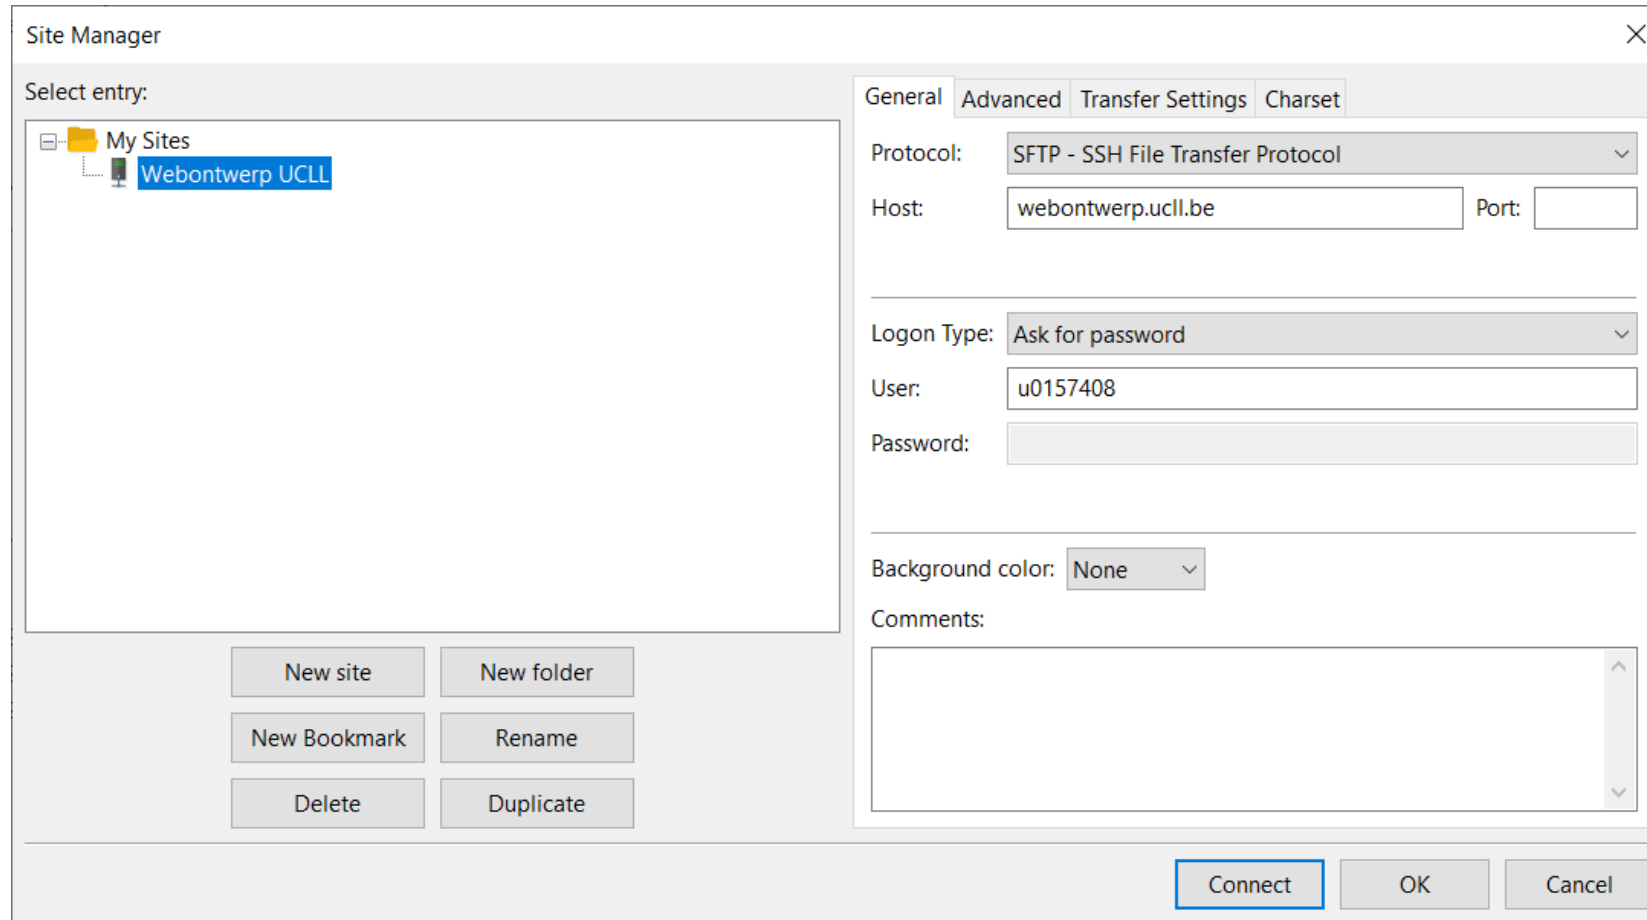 Site Manager
Select entry:
My Sites
Webontwerp UCLL
New site
New folder
New Bookmark
Rename
Delete
Duplicate
General
Advanced
Transfer Settings
Charset
Protocol:
SFTP - SSH File Transfer Protocol
Host:
webontwerp.ucll.be
Port:
Logon Type:
Ask for password
User:
u0157408
Password:
Background color:
None
Comments:
Connect
OK
Cancel